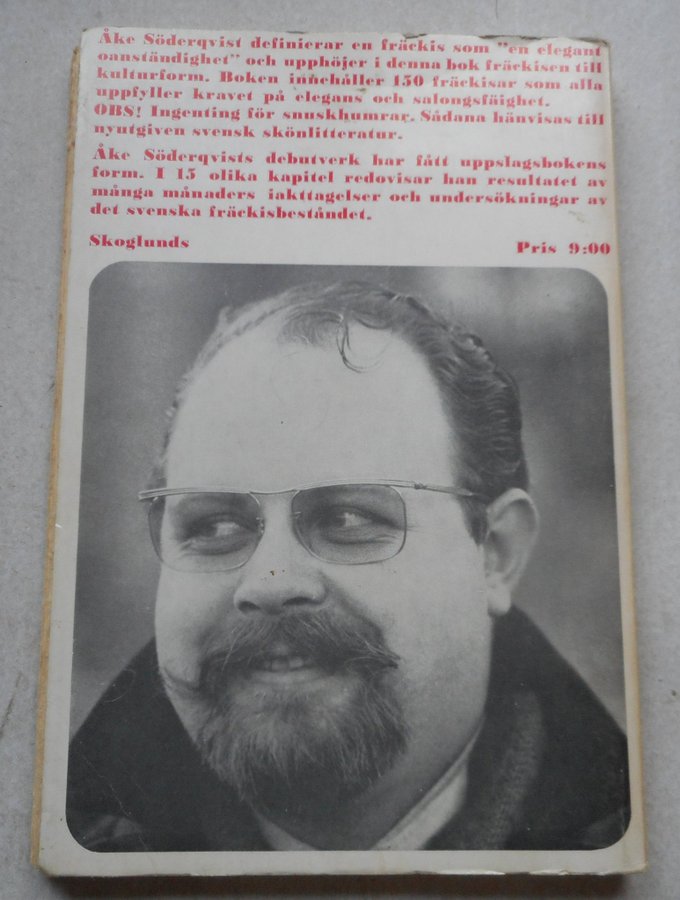 Åke Söderqvist definierar en fräckis som "en elegant
oanständighet" och upphöjer i denna bok fräckisen till
kulturform. Boken innehåller 150 fräckisar som alla
uppfyller kravet på elegans och salongsfäighet.
OBS! Ingenting för snuskhumrar. Sådana hänvisas till
nyutgiven svensk skönlitteratur.
Åke Söderqvists debutverk har fått uppslagsbokens
form. I 15 olika kapitel redovisar han resultatet av
många månaders iakttagelser och undersökningar av
det svenska fräckisbeståndet.
Skoglunds Pris 9:00